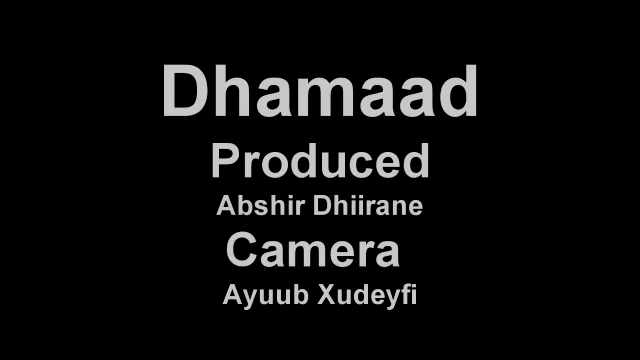 Dhamaad
Produced
Abshir Dhiirane
Camera
Ayuub Xudeyfi